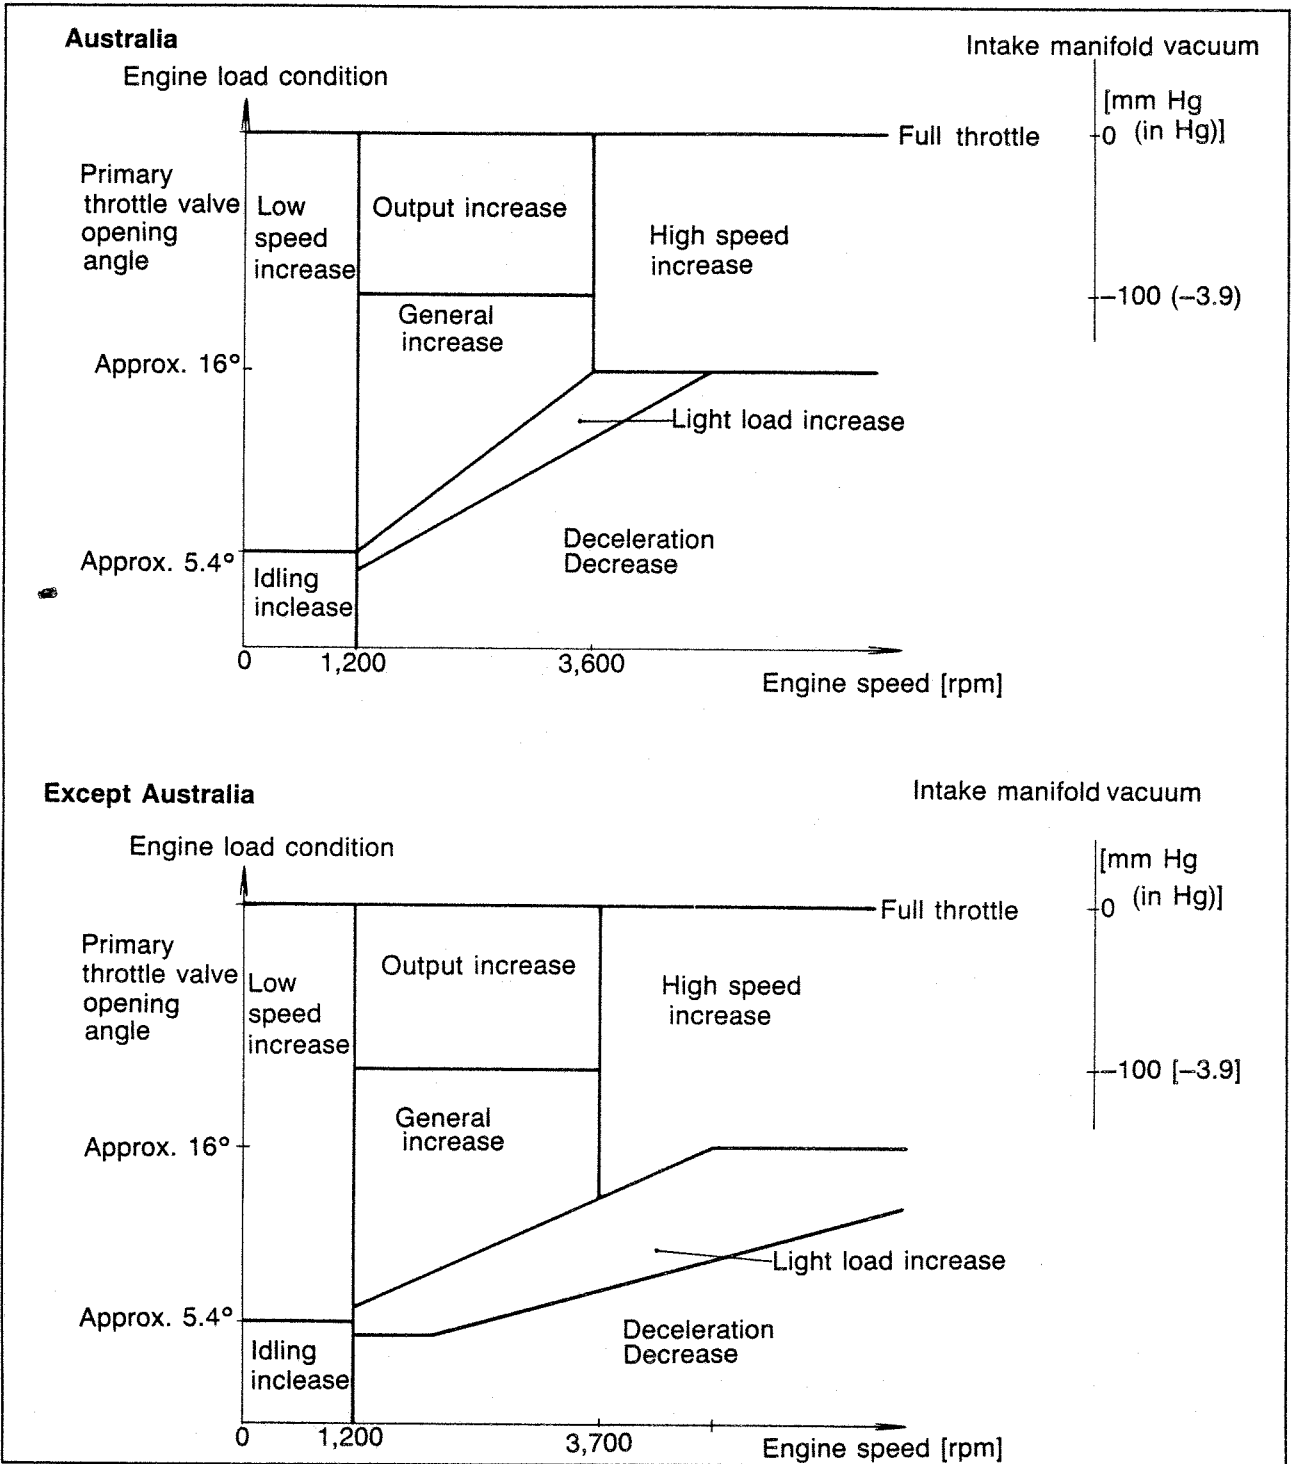 Australia
Engine load condition
Intake manifold vacuum
[mm Hg
(in Hg)]
0
Full throttle
Primary
throttle valve
opening
angle
Low
speed
increase
Output increase
High speed
increase
-100 (-3.9)
General
increase
Approx. 16°
Light load increase
Deceleration
Decrease
Approx. 5.4°
Idling
inclease
0
1,200
3,600
Engine speed [rpm]
Except Australia
Intake manifold vacuum
Engine load condition
[mm Hg
(in Hg)]
0
Full throttle
Primary
throttle valve
opening
angle
Low
speed
increase
Output increase
High speed
increase
-100 [-3.9]
General
increase
Approx. 16°
Light load increase
Approx. 5.4°
Deceleration
Decrease
Idling
inclease
0
1,200
3,700
Engine speed [rpm]